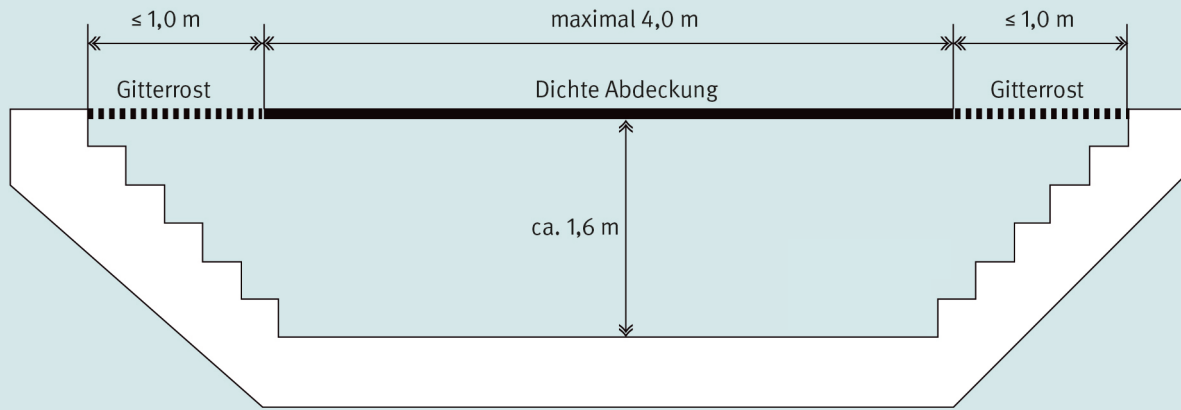 ≤ 1,0 m
maximal 4,0 m
≤ 1,0 m
Gitterrost
Dichte Abdeckung
Gitterrost
ca. 1,6 m